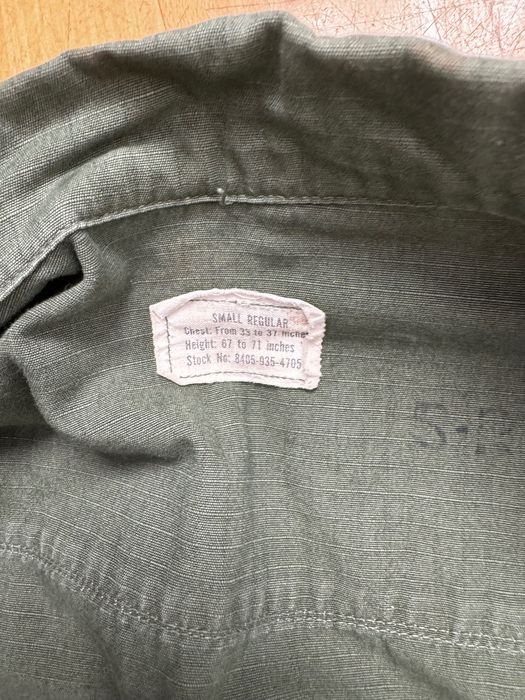 SMALL REGULAR
Chest: From 33 to 37 Inches
Height: 67 to 71 Inches
Stock No: 8405-935-4705
S-R